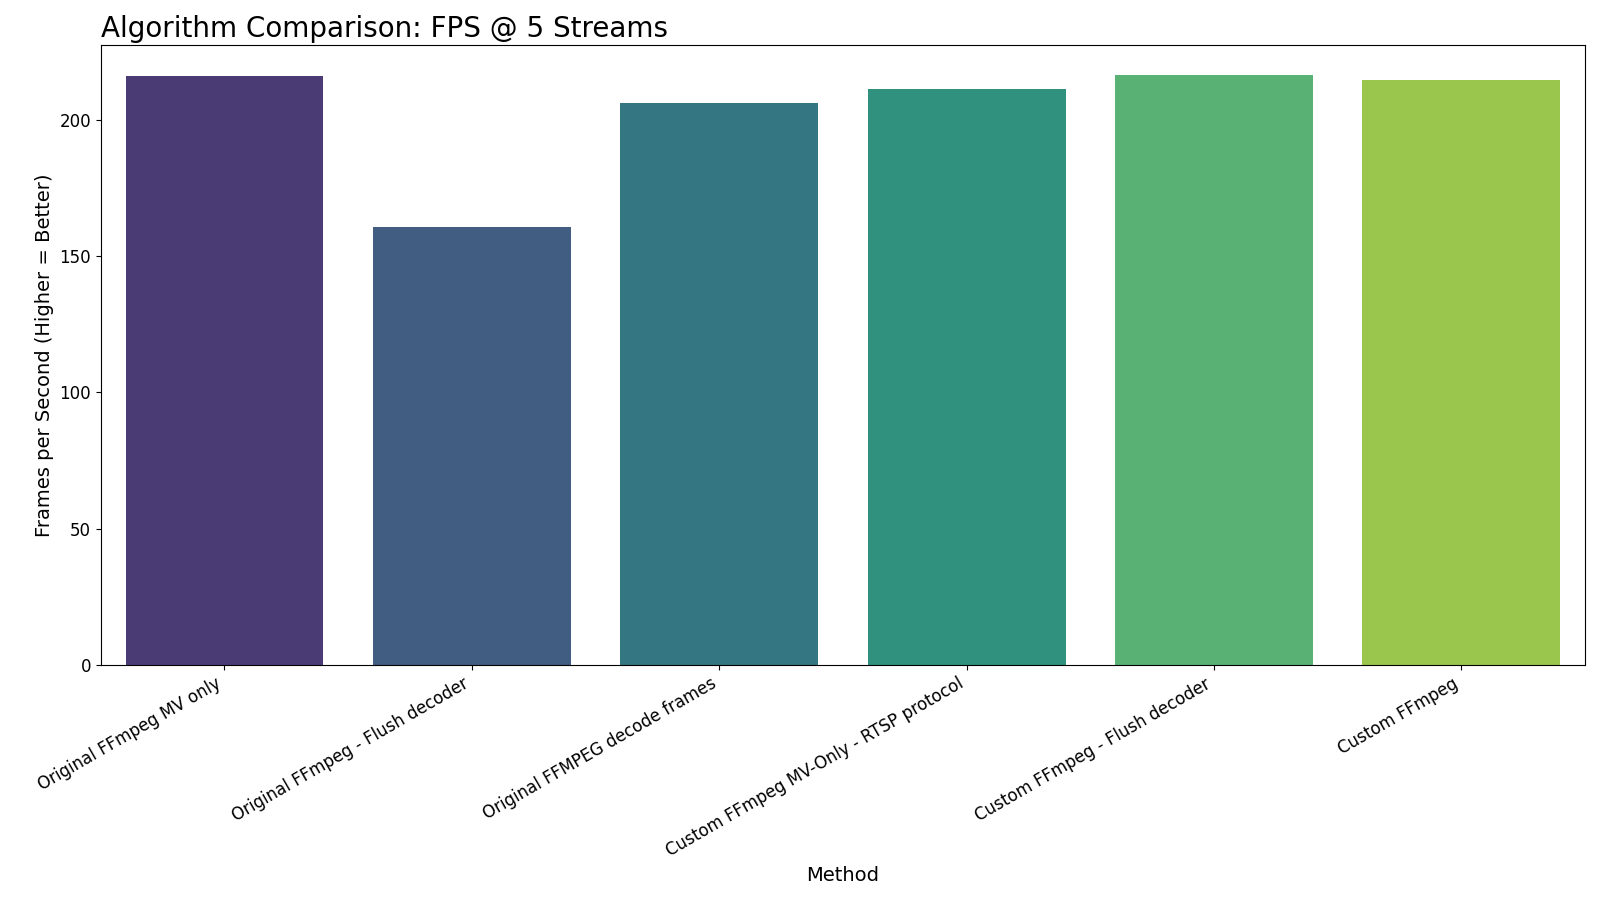 Algorithm Comparison: FPS @ 5 Streams
Frames per Second (Higher = Better)
200
150
100
50
0
Original FFmpeg MV only
Original FFmpeg - Flush decoder
Original FFMPEG decode frames
Custom FFmpeg MV-Only - RTSP protocol
Custom FFmpeg - Flush decoder
Custom FFmpeg
Method